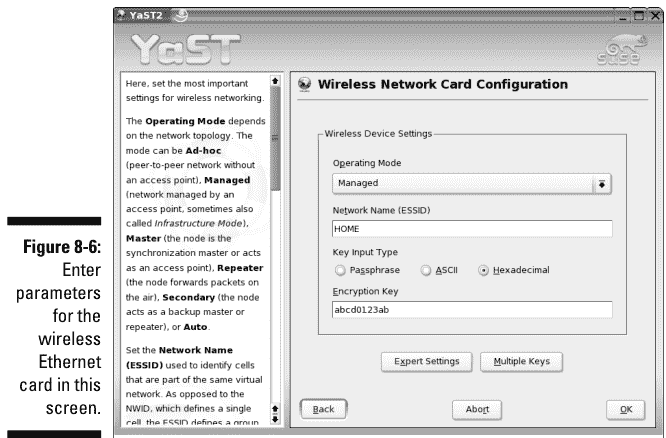 YaST2
YaST
SUSE
Here, set the most important
settings for wireless networking.
The Operating Mode depends
on the network topology. The
mode can be Ad-hoc
(peer-to-peer network without
an access point), Managed
(network managed by an
access point, sometimes also
called Infrastructure Mode),
Master (the node is the
synchronization master or acts
as an access point), Repeater
(the node forwards packets on
the air), Secondary (the node
acts as a backup master or
repeater), or Auto.
Set the Network Name
(ESSID) used to identify cells
that are part of the same virtual
network. As opposed to the
NWID, which defines a single
cell, the ESSID defines a group
Wireless Network Card Configuration
Wireless Device Settings
Operating Mode
Managed
Network Name (ESSID)
HOME
Key Input Type
Passphrase ASCII Hexadecimal
Encryption Key
abcd0123ab
Expert Settings Multiple Keys
Back Abort OK
Figure 8-6:
Enter
parameters
for the
wireless
Ethernet
card in this
screen.